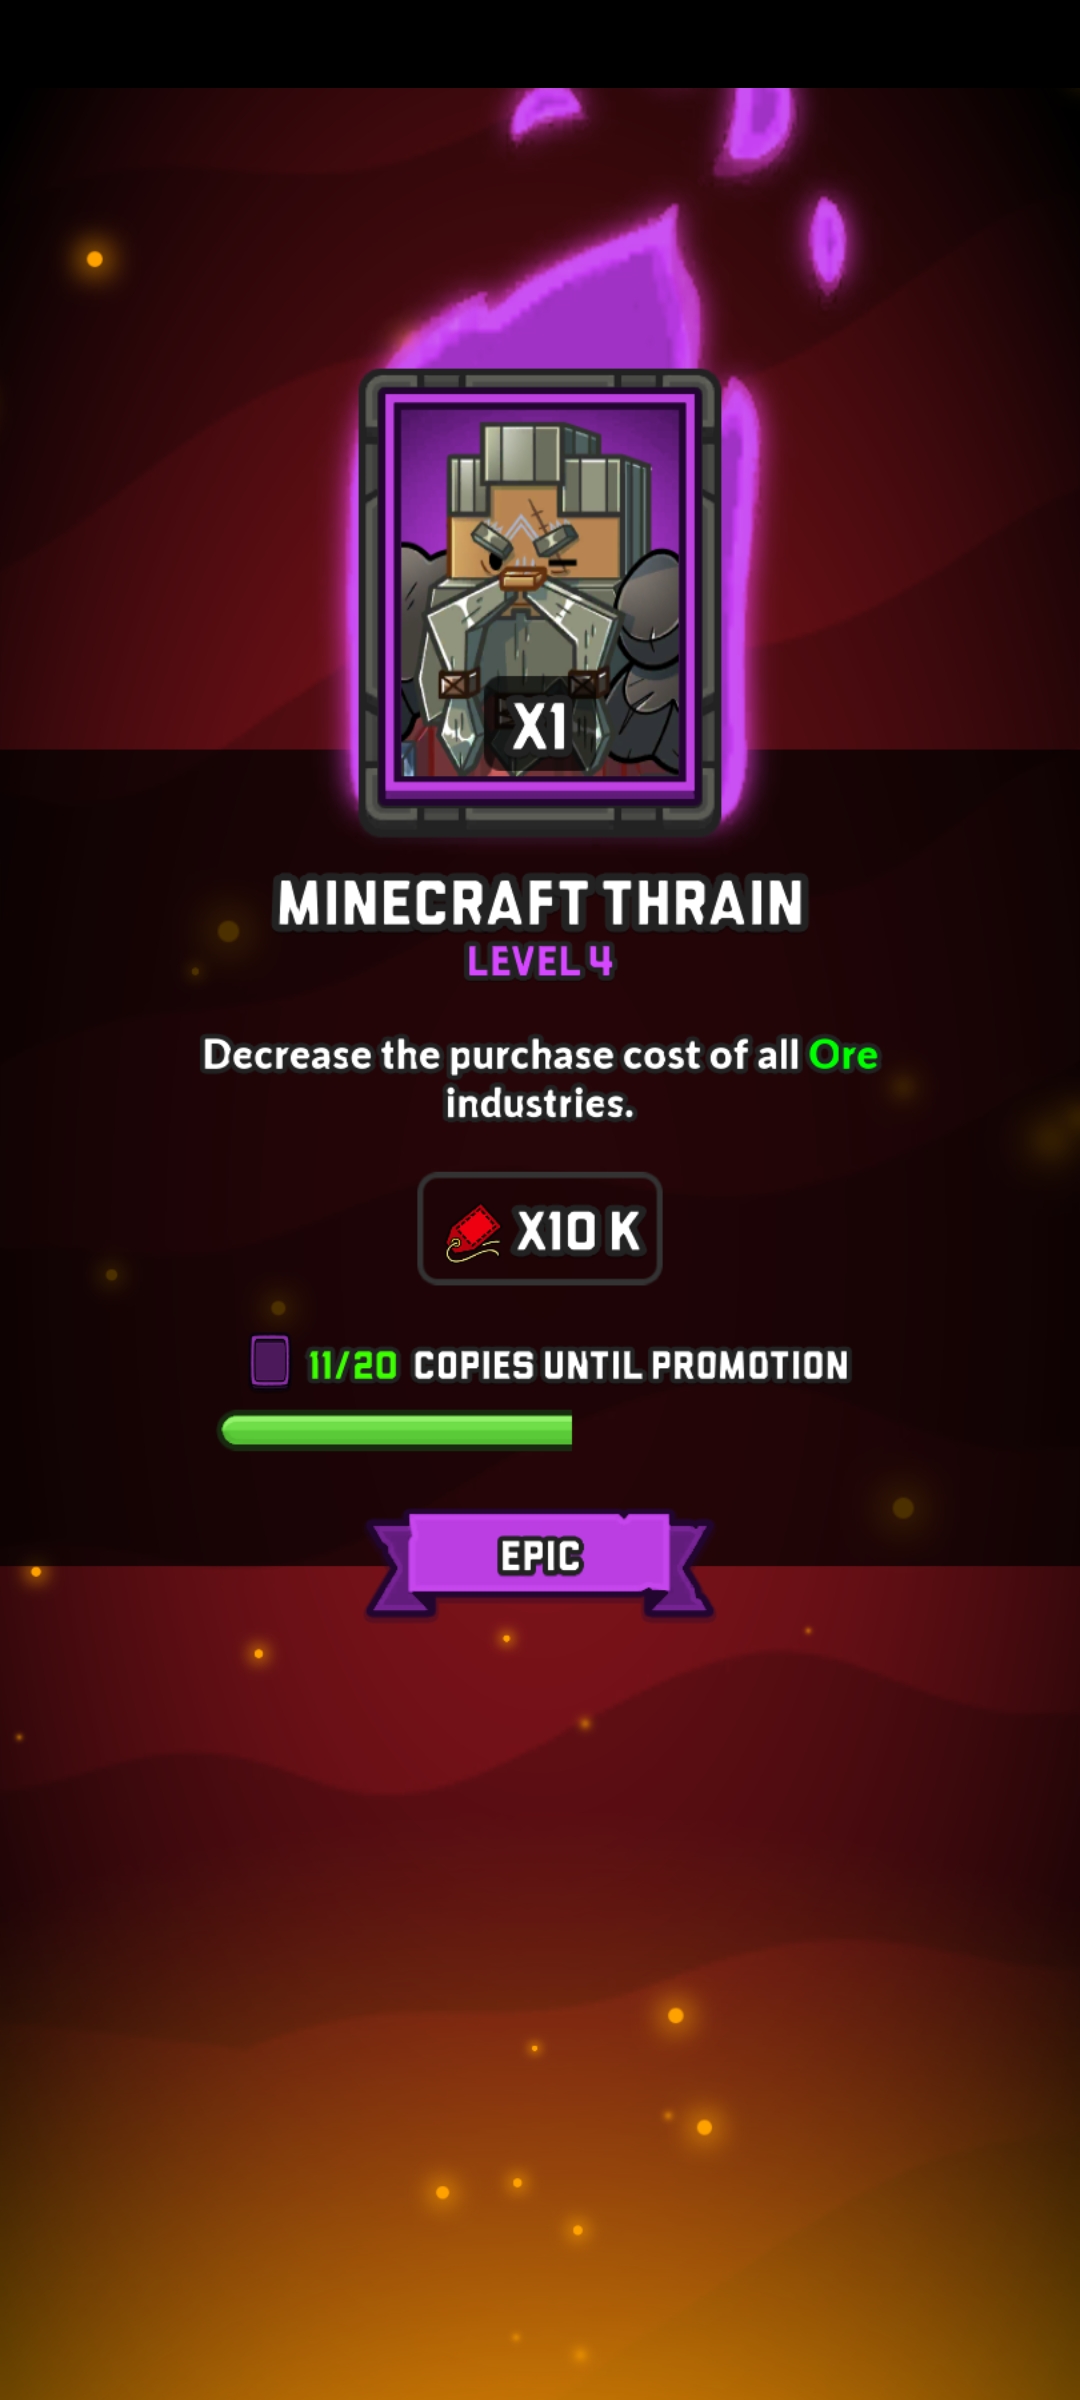 X1
MINECRAFT THRAIN
LEVEL 4
Decrease the purchase cost of all Ore
industries.
X10 K
11/20 COPIES UNTIL PROMOTION
EPIC